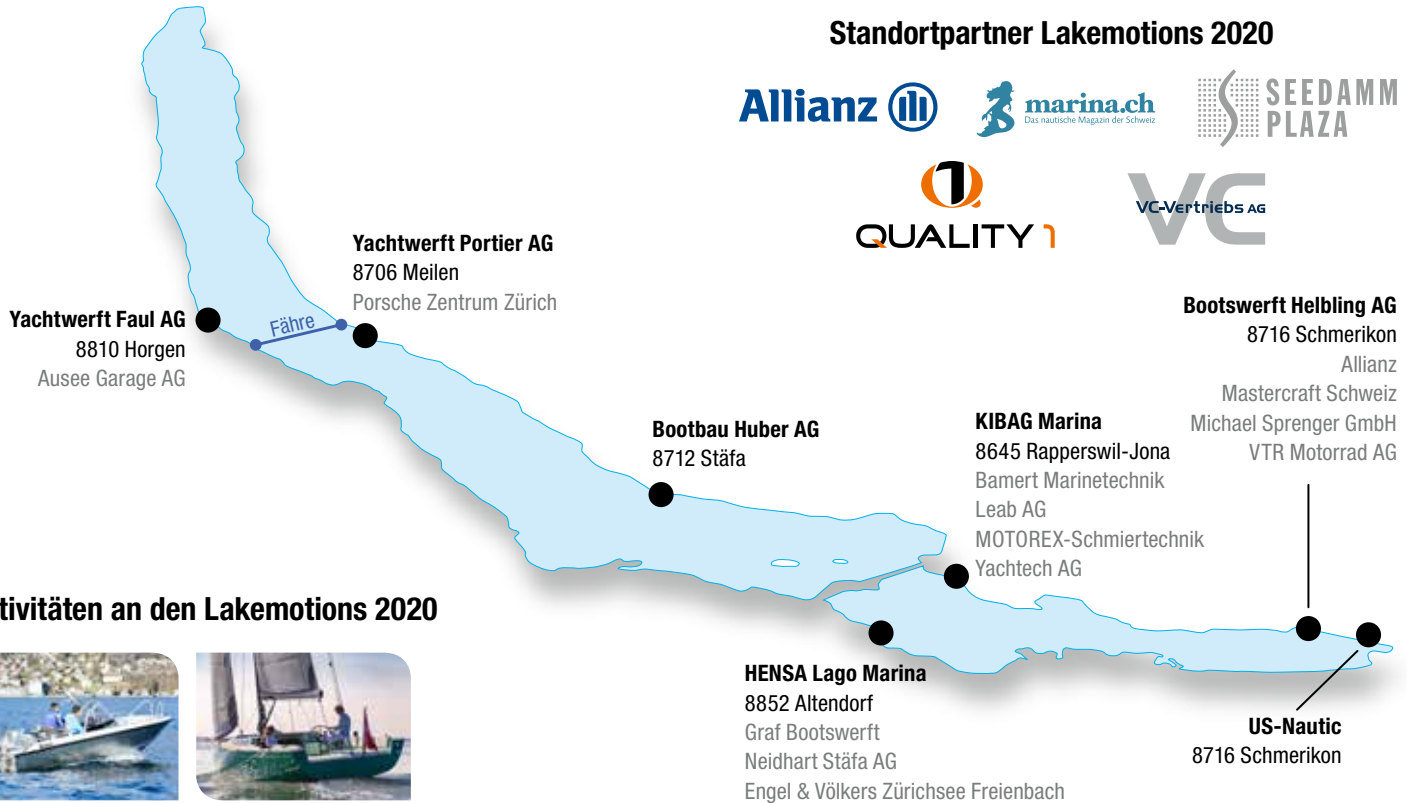 Standortpartner Lakemotions 2020
Allianz
marina.ch
Das nautische Magazin der Schweiz
SEEDAMM
PLAZA
QUALITY 1
VC
VC-Vertriebs AG
Yachtwerft Portier AG
8706 Meilen
Porsche Zentrum Zürich
Yachtwerft Faul AG
8810 Horgen
Ausee Garage AG
Fähre
Bootswerft Helbling AG
8716 Schmerikon
Allianz
Mastercraft Schweiz
Michael Sprenger GmbH
VTR Motorrad AG
Bootbau Huber AG
8712 Stäfa
KIBAG Marina
8645 Rapperswil-Jona
Bamert Marinetechnik
Leab AG
MOTOREX-Schmiertechnik
Yachtech AG
tivitäten an den Lakemotions 2020
HENSA Lago Marina
8852 Altendorf
Graf Bootswerft
Neidhart Stäfa AG
Engel & Völkers Zürichsee Freienbach
US-Nautic
8716 Schmerikon